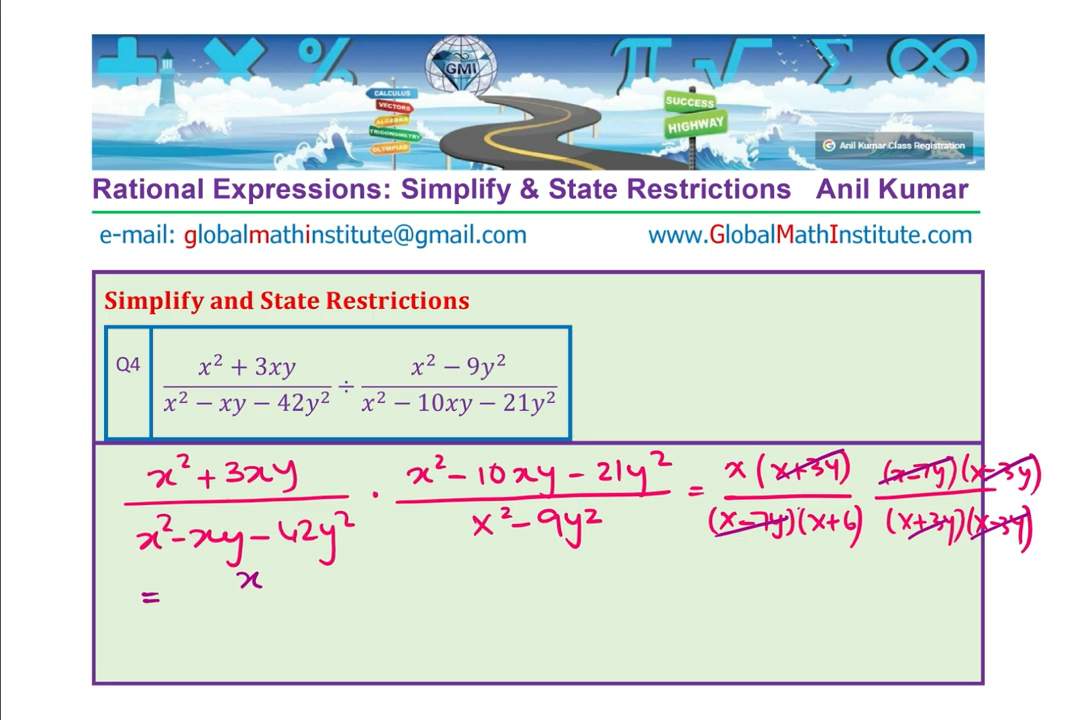 GMI
CALCULUS
VECTORS
ALGEBRA
TRIGONOMETRY
OLYMPIAD
SUCCESS
HIGHWAY
Anil Kumar Class Registration
+ × % π √ Σ ∞
Rational Expressions: Simplify & State Restrictions Anil Kumar
e-mail: globalmathinstitute@gmail.com www.GlobalMathInstitute.com
Simplify and State Restrictions
Q4 (x² + 3xy)/(x² − xy − 42y²) ÷ (x² − 9y²)/(x² − 10xy − 21y²)
(x² + 3xy)/(x² - xy - 42y²) · (x² - 10xy - 21y²)/(x² - 9y²) = x(x+3y)/((x-7y)(x+6)) (x-7y)(x-3y)/((x+3y)(x-3y))
= x